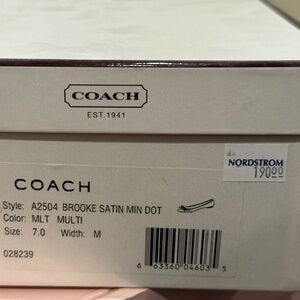 COACH
EST. 1941
NORDSTROM
190.00
COACH
Style: A2504 BROOKE SATIN MIN DOT
Color: MLT MULTI
Size: 7.0 Width: M
028239
6 63360 04603 5